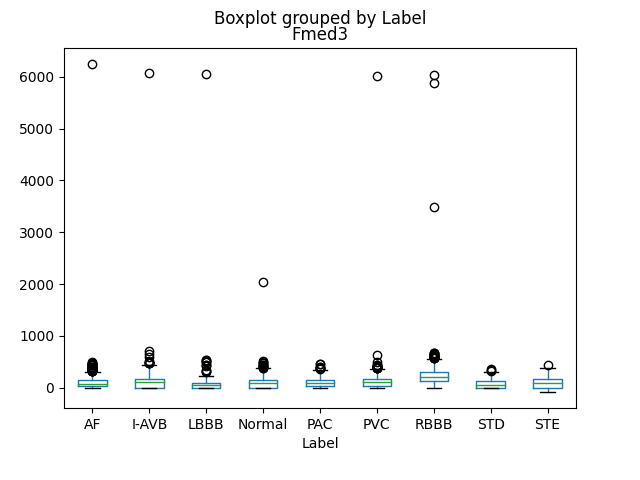 Boxplot grouped by Label
Fmed3
6000
5000
4000
3000
2000
1000
0
AF I-AVB LBBB Normal PAC PVC RBBB STD STE
Label